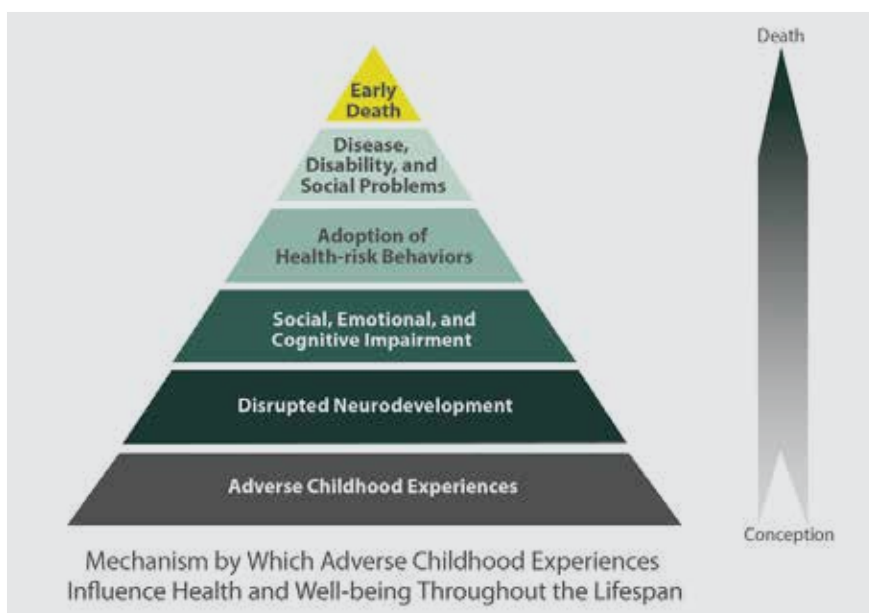 Death
Early
Death
Disease,
Disability, and
Social Problems
Adoption of
Health-risk Behaviors
Social, Emotional, and
Cognitive Impairment
Disrupted Neurodevelopment
Adverse Childhood Experiences
Conception
Mechanism by Which Adverse Childhood Experiences
Influence Health and Well-being Throughout the Lifespan